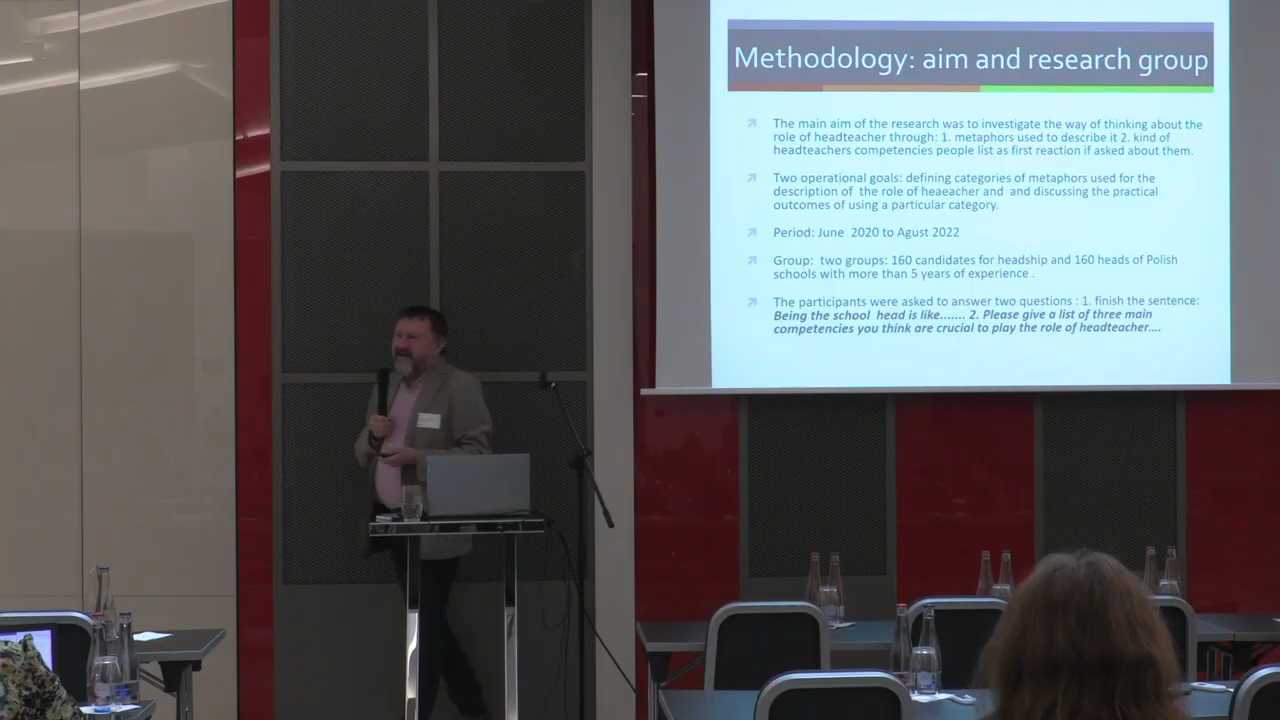 Methodology: aim and research group
The main aim of the research was to investigate the way of thinking about the
role of headteacher through: 1. metaphors used to describe it 2. kind of
headteachers competencies people list as first reaction if asked about them.
Two operational goals: defining categories of metaphors used for the
description of the role of heaeacher and and discussing the practical
outcomes of using a particular category.
Period: June 2020 to Agust 2022
Group: two groups: 160 candidates for headship and 160 heads of Polish
schools with more than 5 years of experience .
The participants were asked to answer two questions : 1. finish the sentence:
Being the school head is like....... 2. Please give a list of three main
competencies you think are crucial to play the role of headteacher....